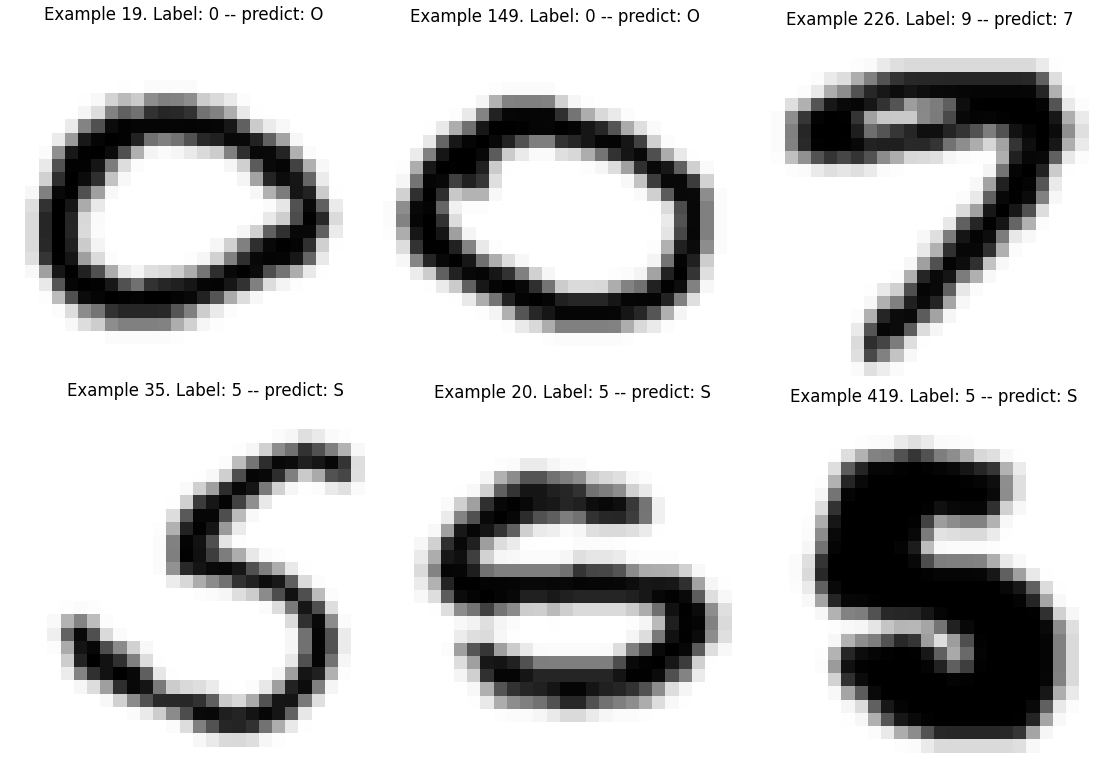 Example 19. Label: 0 -- predict: O
Example 149. Label: 0 -- predict: O
Example 226. Label: 9 -- predict: 7
Example 35. Label: 5 -- predict: S
Example 20. Label: 5 -- predict: S
Example 419. Label: 5 -- predict: S